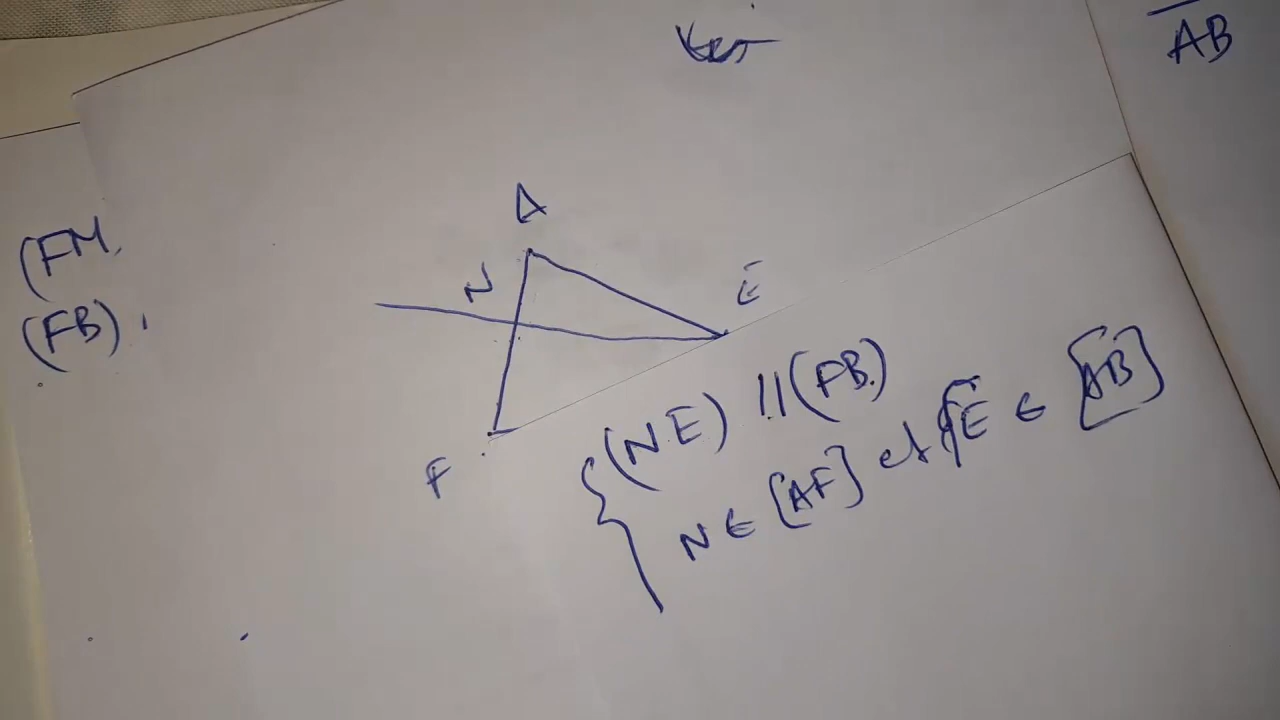 AB
(FM
(FB)
A
N
E
F
(NE) //(FB)
N ∈ [AF] et E ∈ [AB]